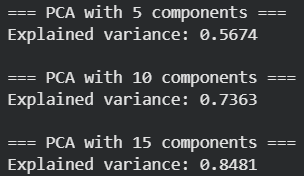 === PCA with 5 components ===
Explained variance: 0.5674
=== PCA with 10 components ===
Explained variance: 0.7363
=== PCA with 15 components ===
Explained variance: 0.8481